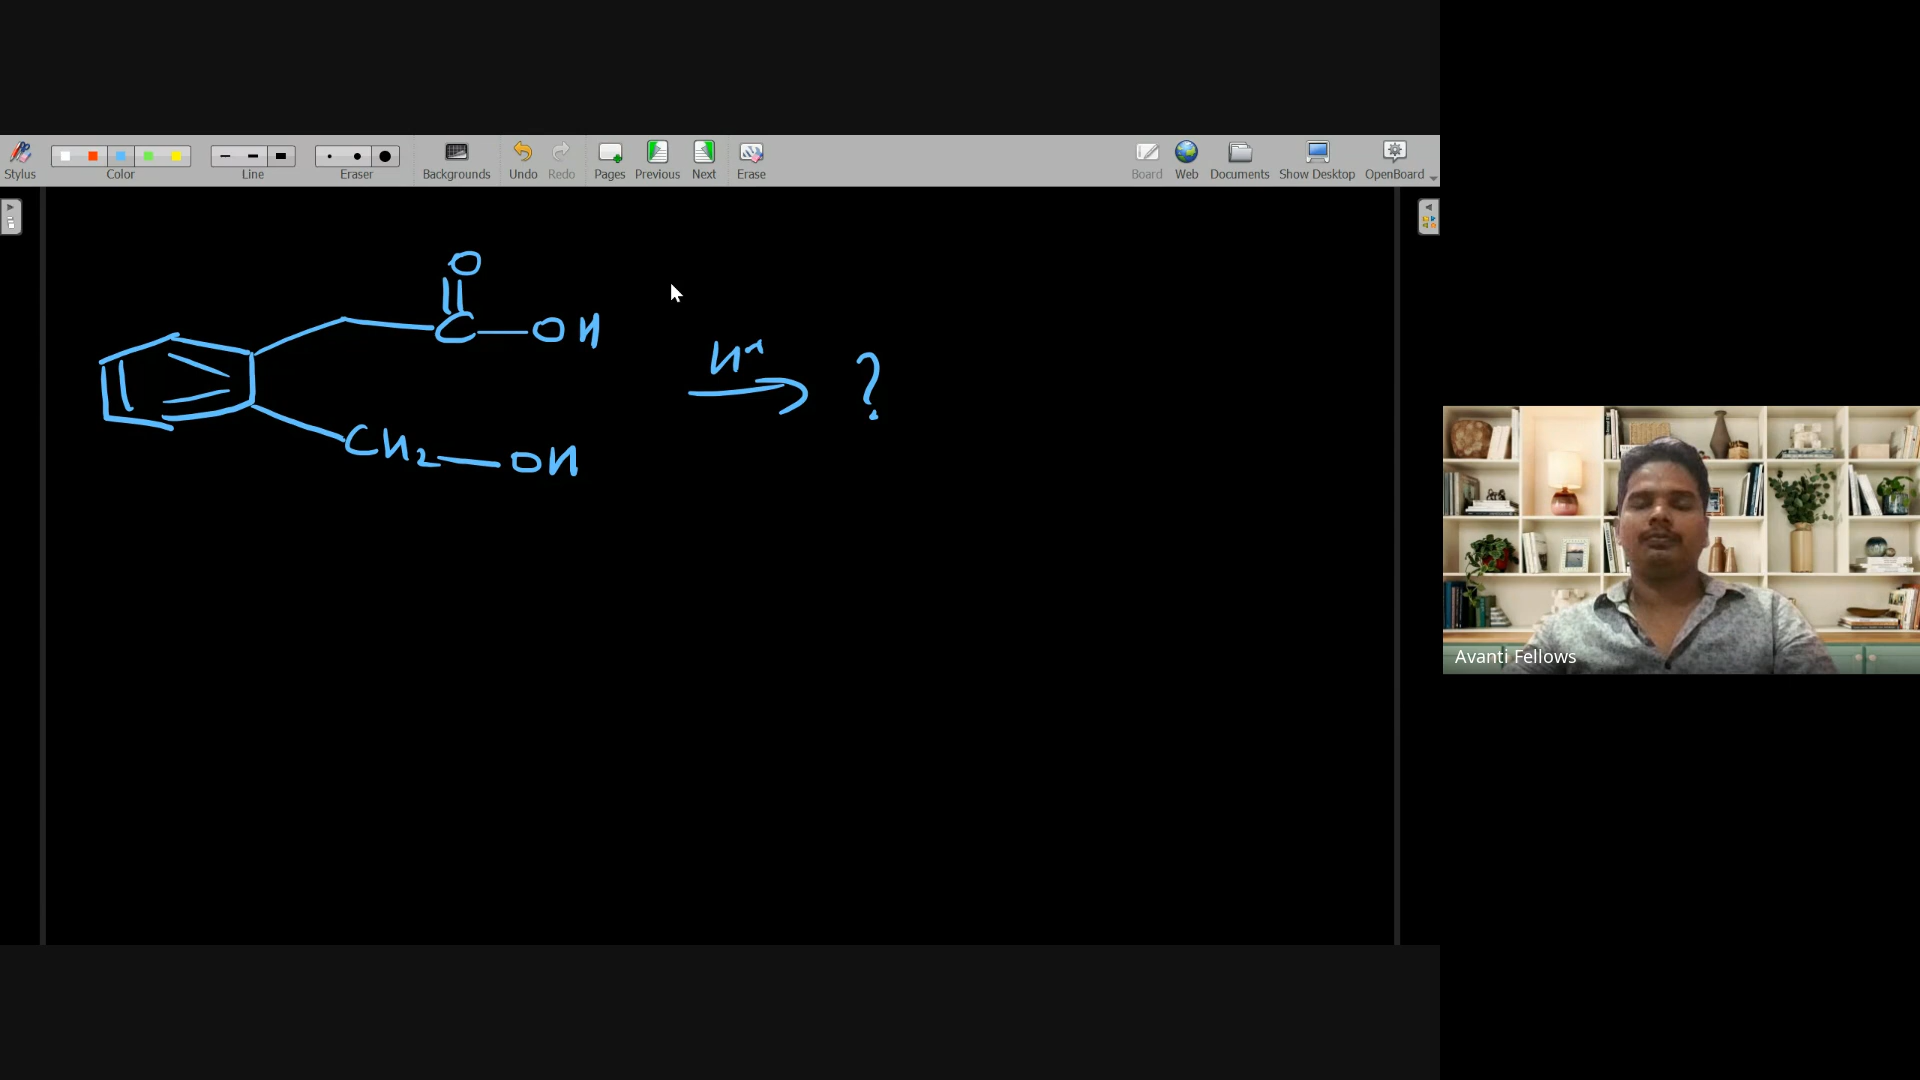 Stylus Color Line Eraser Backgrounds Undo Redo Pages Previous Next Erase Board Web Documents Show Desktop OpenBoard
O
C OH
H+ ?
CH2 OH
Avanti Fellows